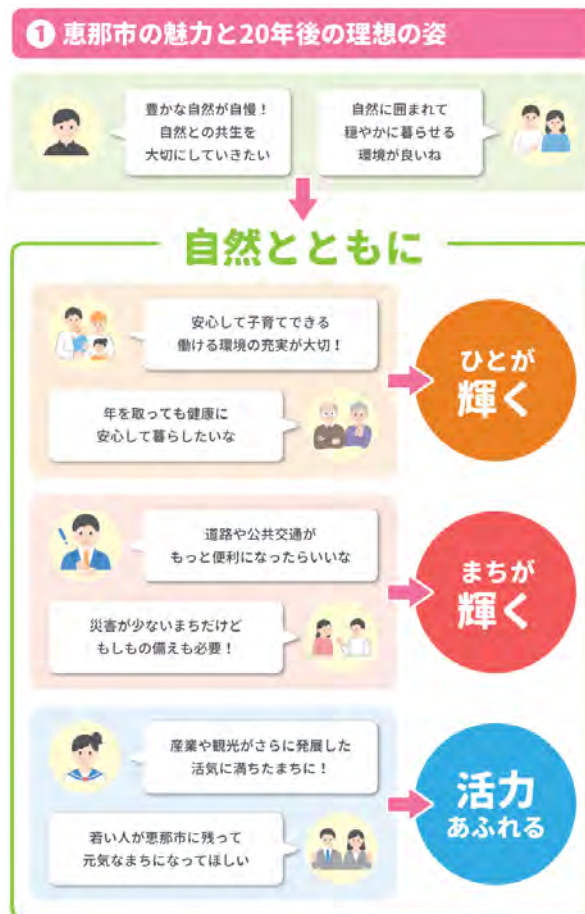 1 恵那市の魅力と20年後の理想の姿
豊かな自然が自慢！
自然との共生を
大切にしていきたい
自然に囲まれて
穏やかに暮らせる
環境が良いね
自然とともに
安心して子育てできる
働ける環境の充実が大切！
年を取っても健康に
安心して暮らしたいな
ひとが
輝く
道路や公共交通が
もっと便利になったらいいな
災害が少ないまちだけど
もしもの備えも必要！
まちが
輝く
産業や観光がさらに発展した
活気に満ちたまちに！
若い人が恵那市に残って
元気なまちになってほしい
活力
あふれる